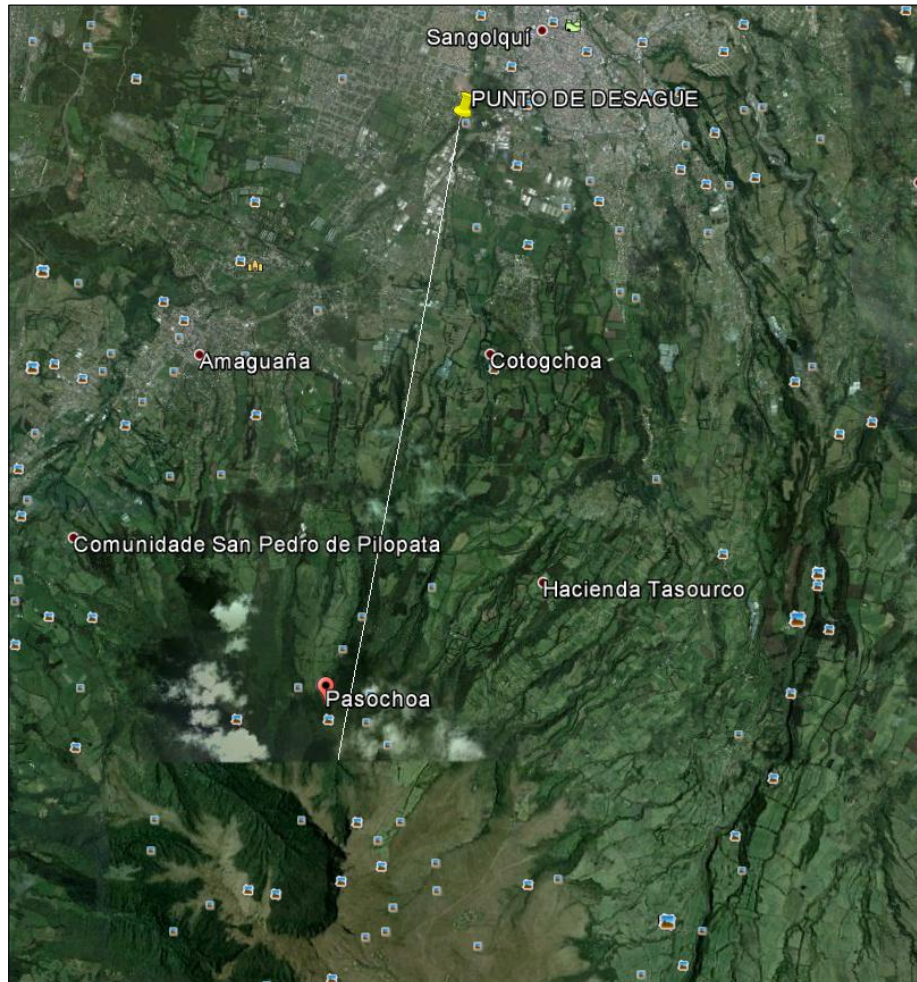 Sangolquí
PUNTO DE DESAGUE
Amaguaña
Cotogchoa
Comunidade San Pedro de Pilopata
Hacienda Tasourco
Pasochoa